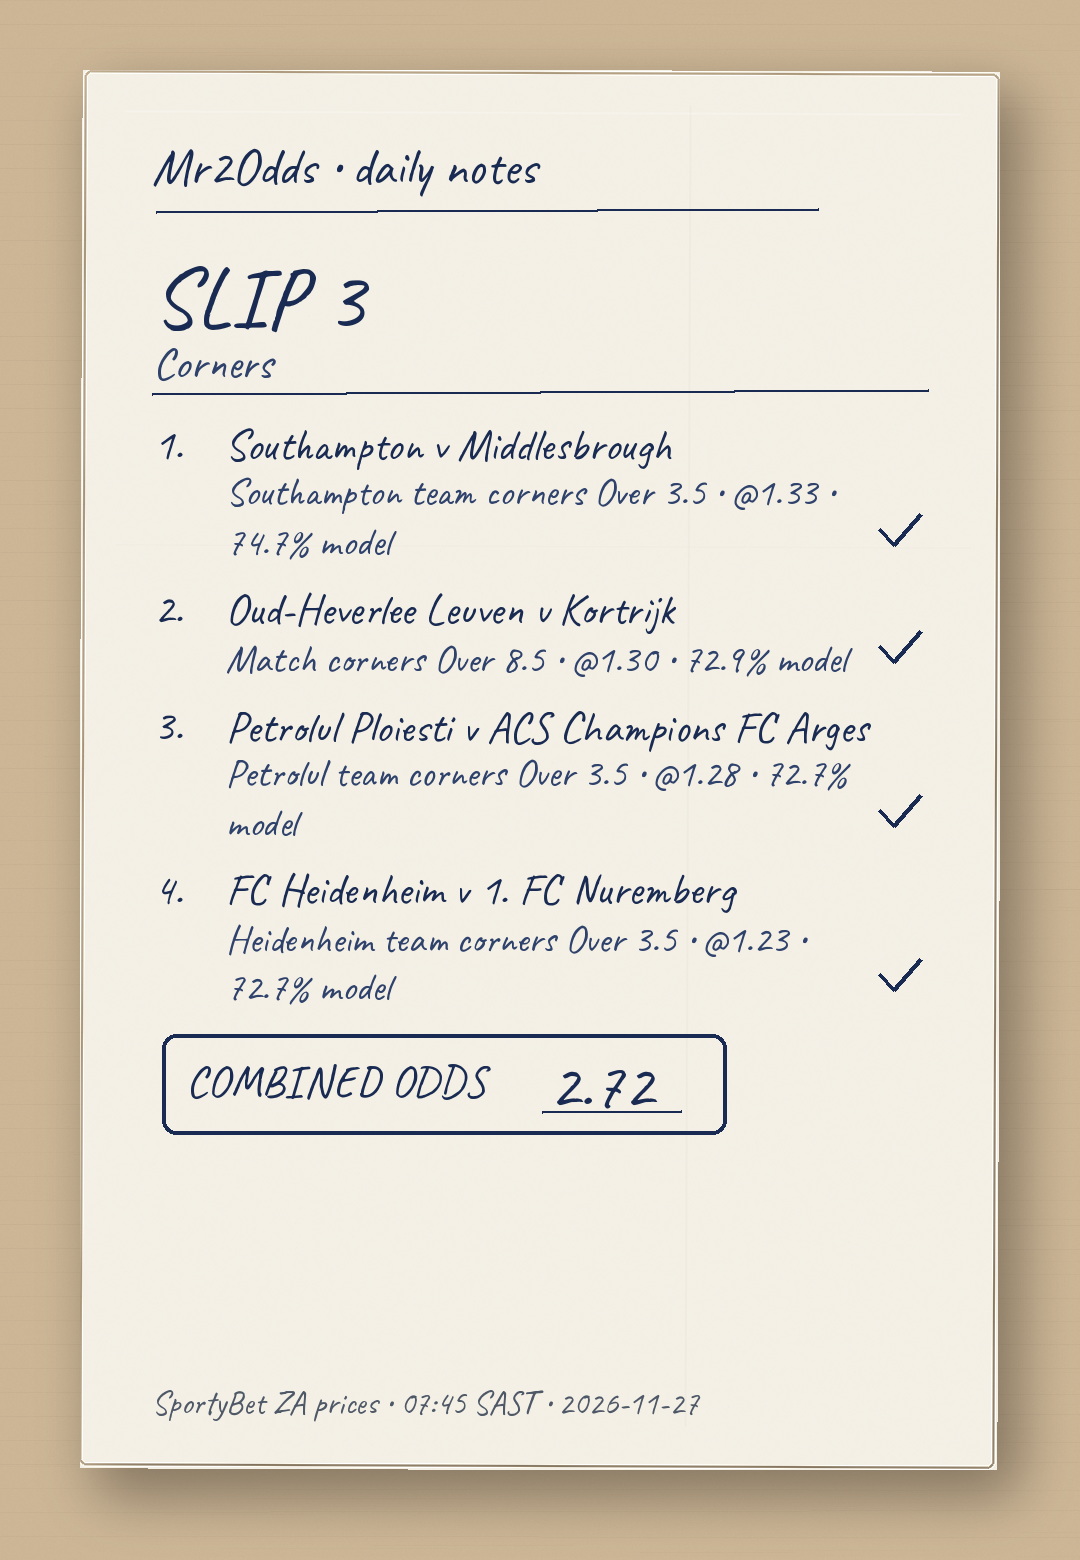 Mr2Odds · daily notes
SLIP 3
Corners
1. Southampton v Middlesbrough
Southampton team corners Over 3.5 · @1.33 ·
74.7% model
2. Oud-Heverlee Leuven v Kortrijk
Match corners Over 8.5 · @1.30 · 72.9% model
3. Petrolul Ploiesti v ACS Champions FC Arges
Petrolul team corners Over 3.5 · @1.28 · 72.7%
model
4. FC Heidenheim v 1. FC Nuremberg
Heidenheim team corners Over 3.5 · @1.23 ·
72.7% model
COMBINED ODDS 2.72
SportyBet ZA prices · 07:45 SAST · 2026-11-27